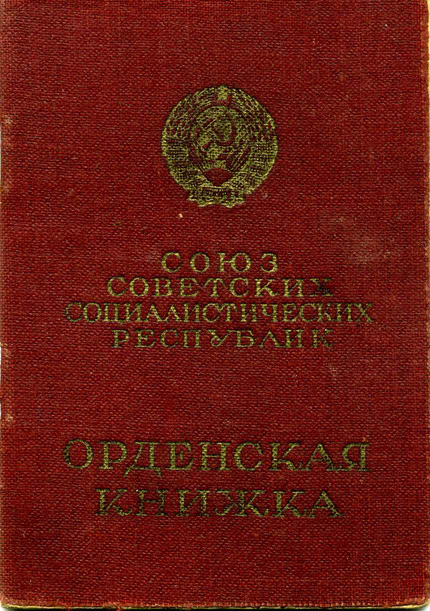 СОЮЗ
СОВЕТСКИХ
СОЦИАЛИСТИЧЕСКИХ
РЕСПУБЛИК
ОРДЕНСКАЯ
КНИЖКА